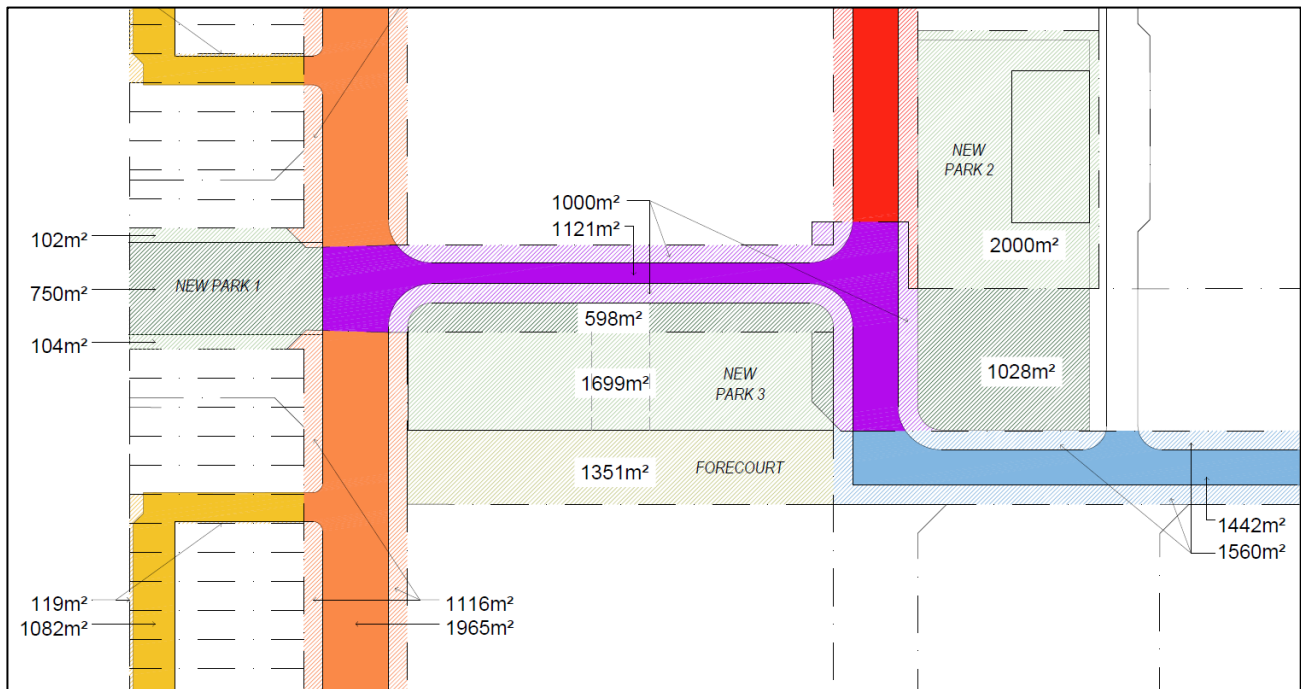 NEW
PARK 2
1000m²
1121m²
102m²
2000m²
NEW PARK 1
750m²
598m²
104m²
1028m²
NEW
PARK 3
1699m²
1351m²
FORECOURT
1442m²
1560m²
119m²
1116m²
1082m²
1965m²